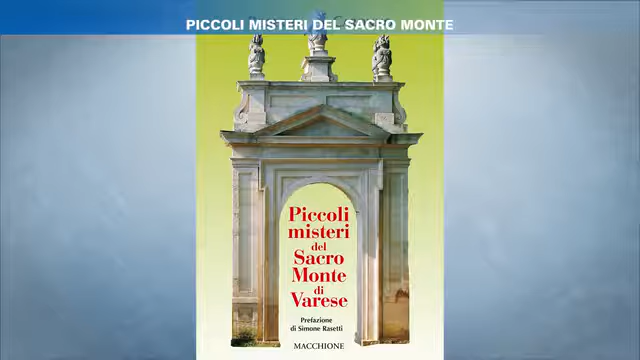 PICCOLI MISTERI DEL SACRO MONTE
Piccoli
misteri
del
Sacro
Monte
di
Varese
Prefazione
di Simone Rasetti
MACCHIONE